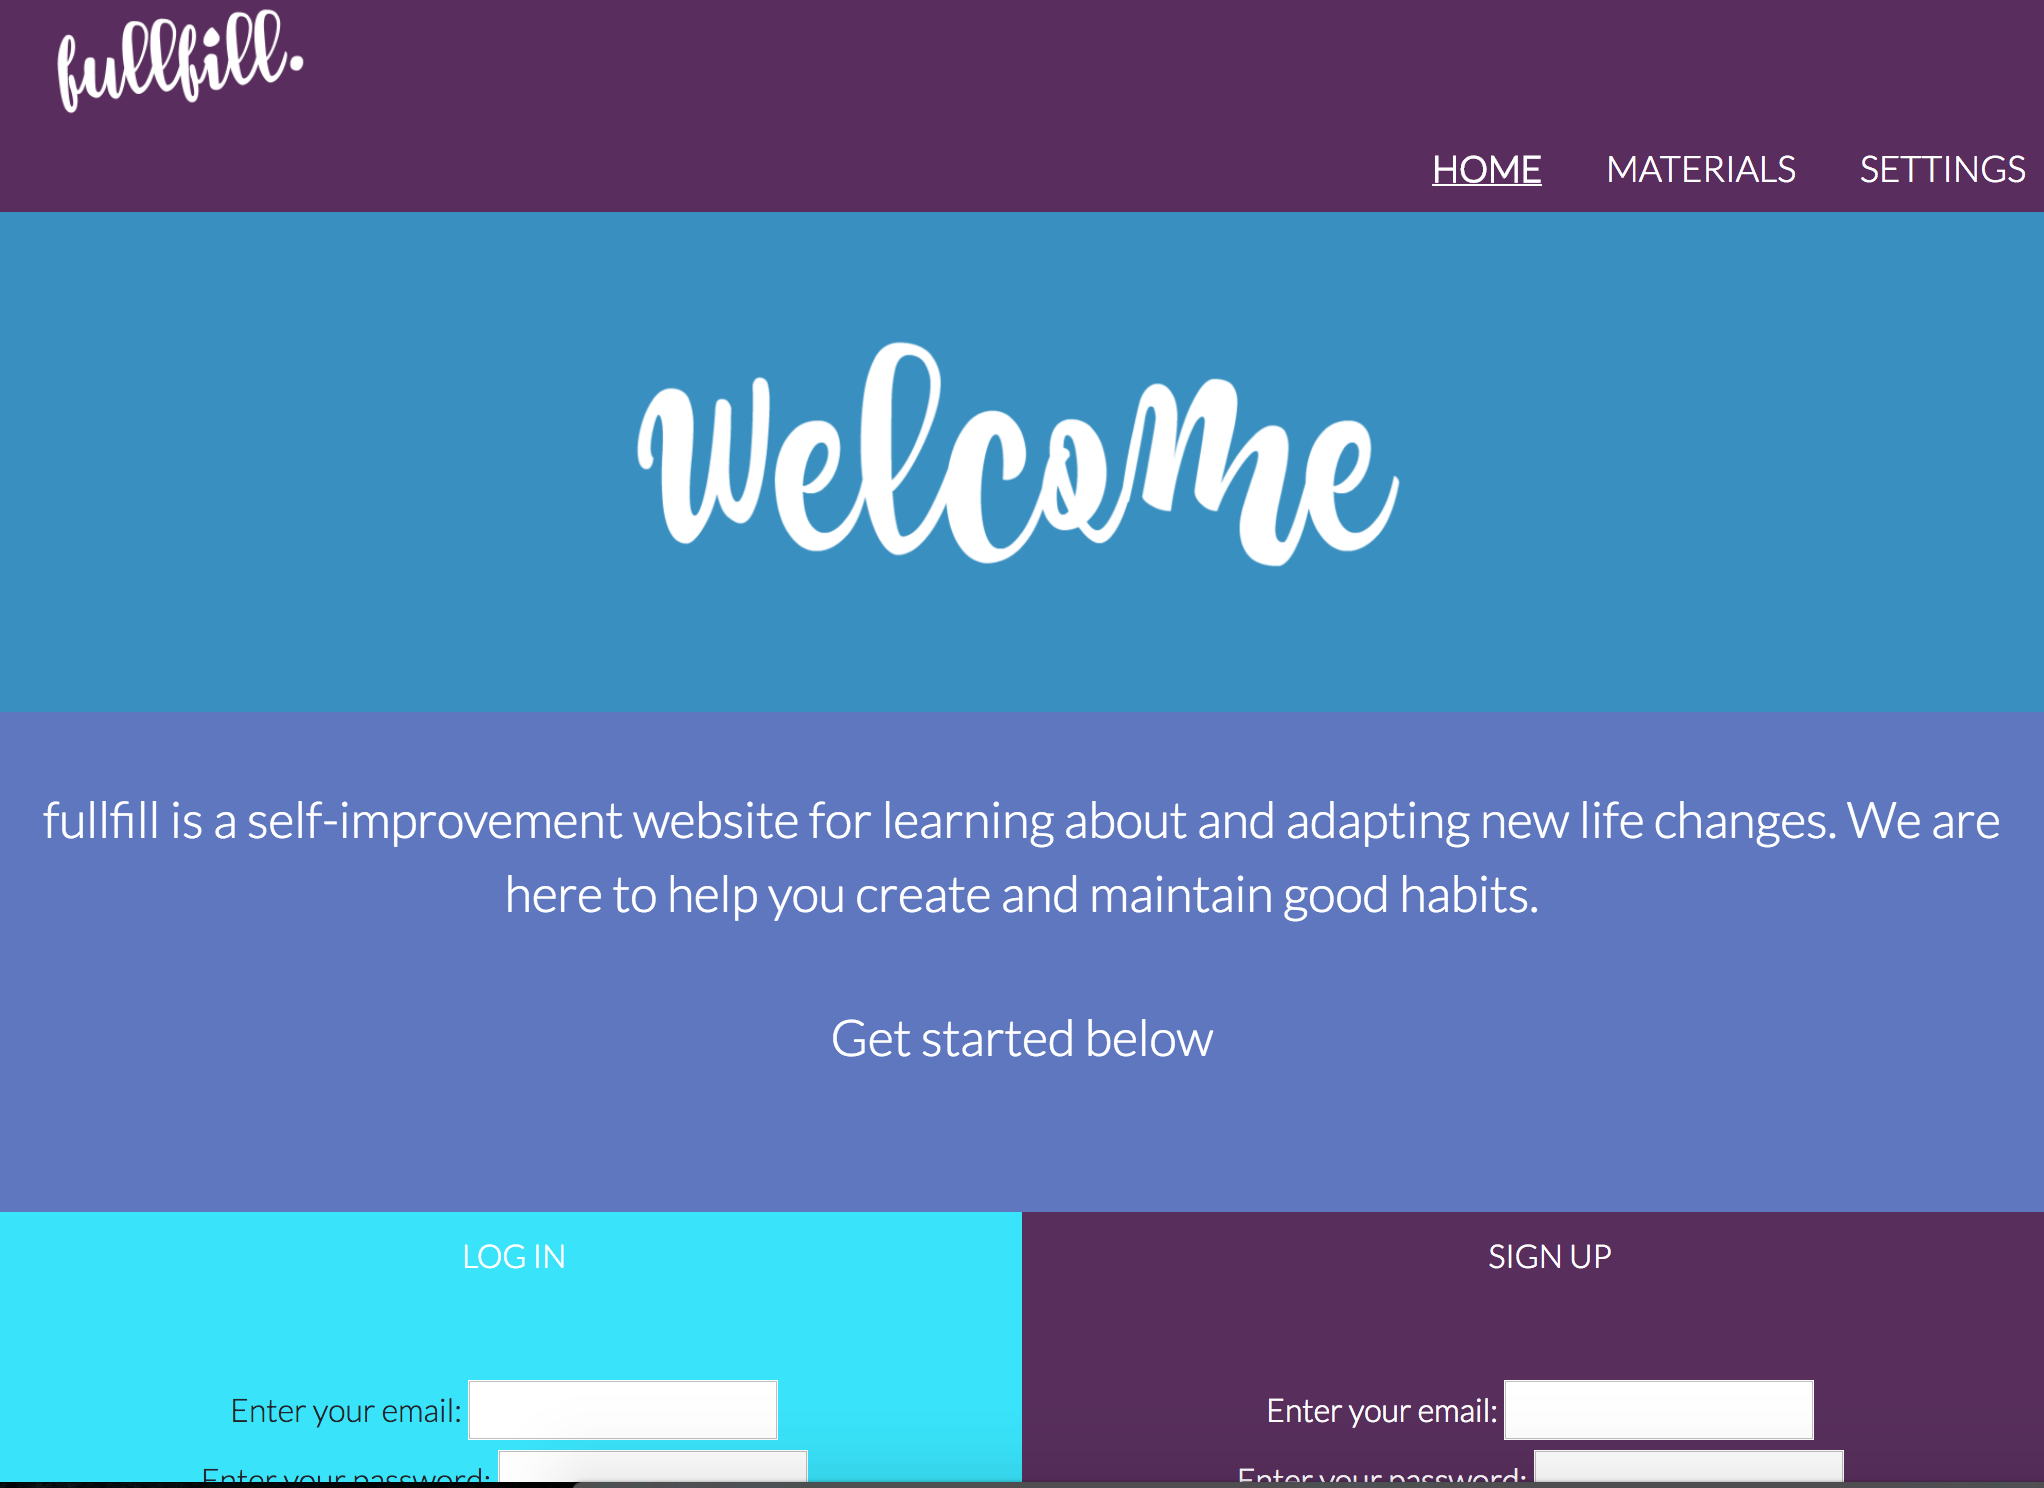 fullfill.
HOME MATERIALS SETTINGS
welcome
fullfill is a self-improvement website for learning about and adapting new life changes. We are
here to help you create and maintain good habits.
Get started below
LOG IN
Enter your email:
Enter your password:
SIGN UP
Enter your email:
Enter your password: